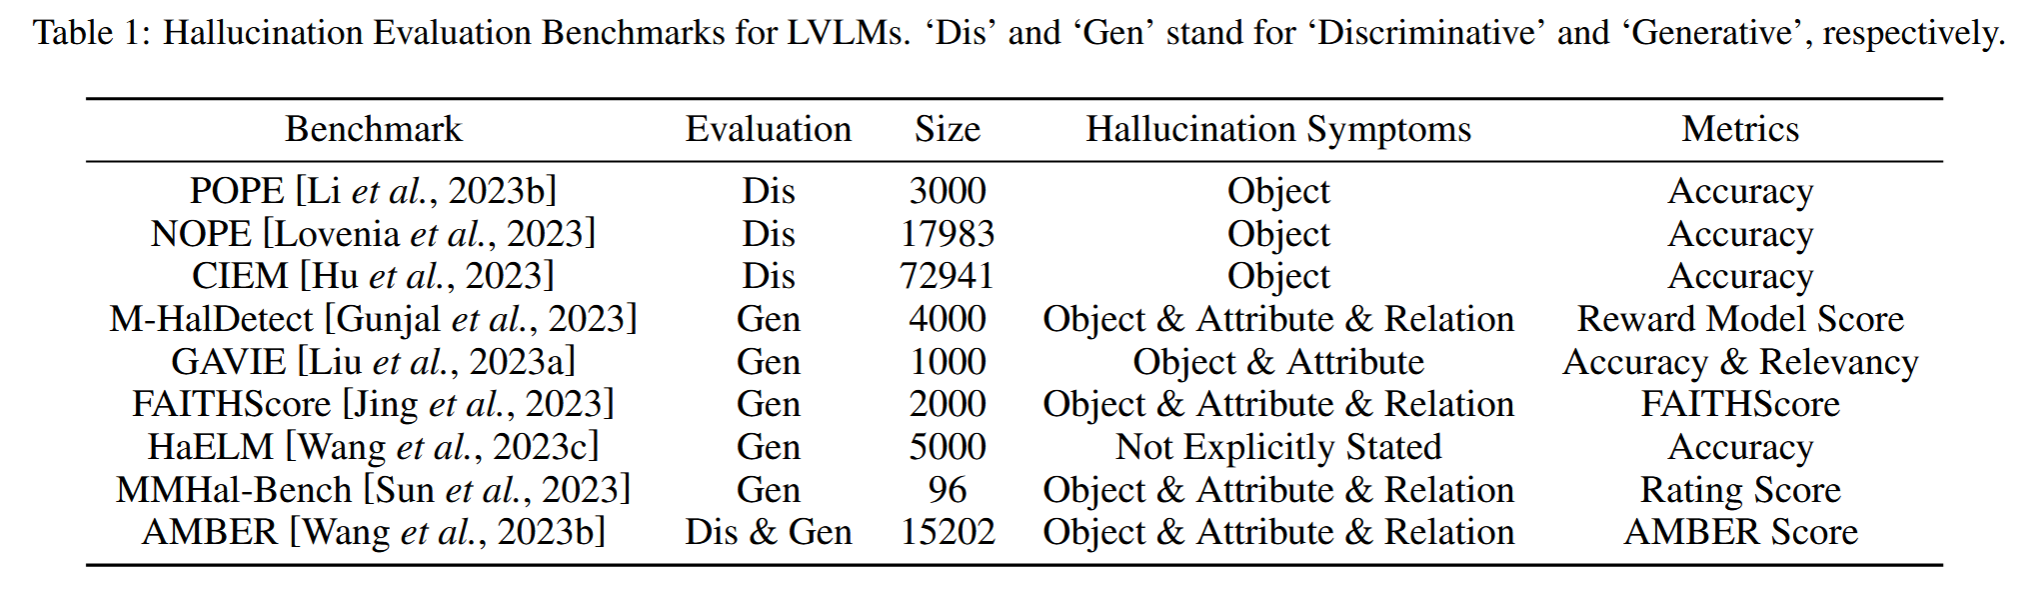 Table 1: Hallucination Evaluation Benchmarks for LVLMs. ‘Dis’ and ‘Gen’ stand for ‘Discriminative’ and ‘Generative’, respectively.
Benchmark Evaluation Size Hallucination Symptoms Metrics
POPE [Li et al., 2023b] Dis 3000 Object Accuracy
NOPE [Lovenia et al., 2023] Dis 17983 Object Accuracy
CIEM [Hu et al., 2023] Dis 72941 Object Accuracy
M-HalDetect [Gunjal et al., 2023] Gen 4000 Object & Attribute & Relation Reward Model Score
GAVIE [Liu et al., 2023a] Gen 1000 Object & Attribute Accuracy & Relevancy
FAITHScore [Jing et al., 2023] Gen 2000 Object & Attribute & Relation FAITHScore
HaELM [Wang et al., 2023c] Gen 5000 Not Explicitly Stated Accuracy
MMHal-Bench [Sun et al., 2023] Gen 96 Object & Attribute & Relation Rating Score
AMBER [Wang et al., 2023b] Dis & Gen 15202 Object & Attribute & Relation AMBER Score